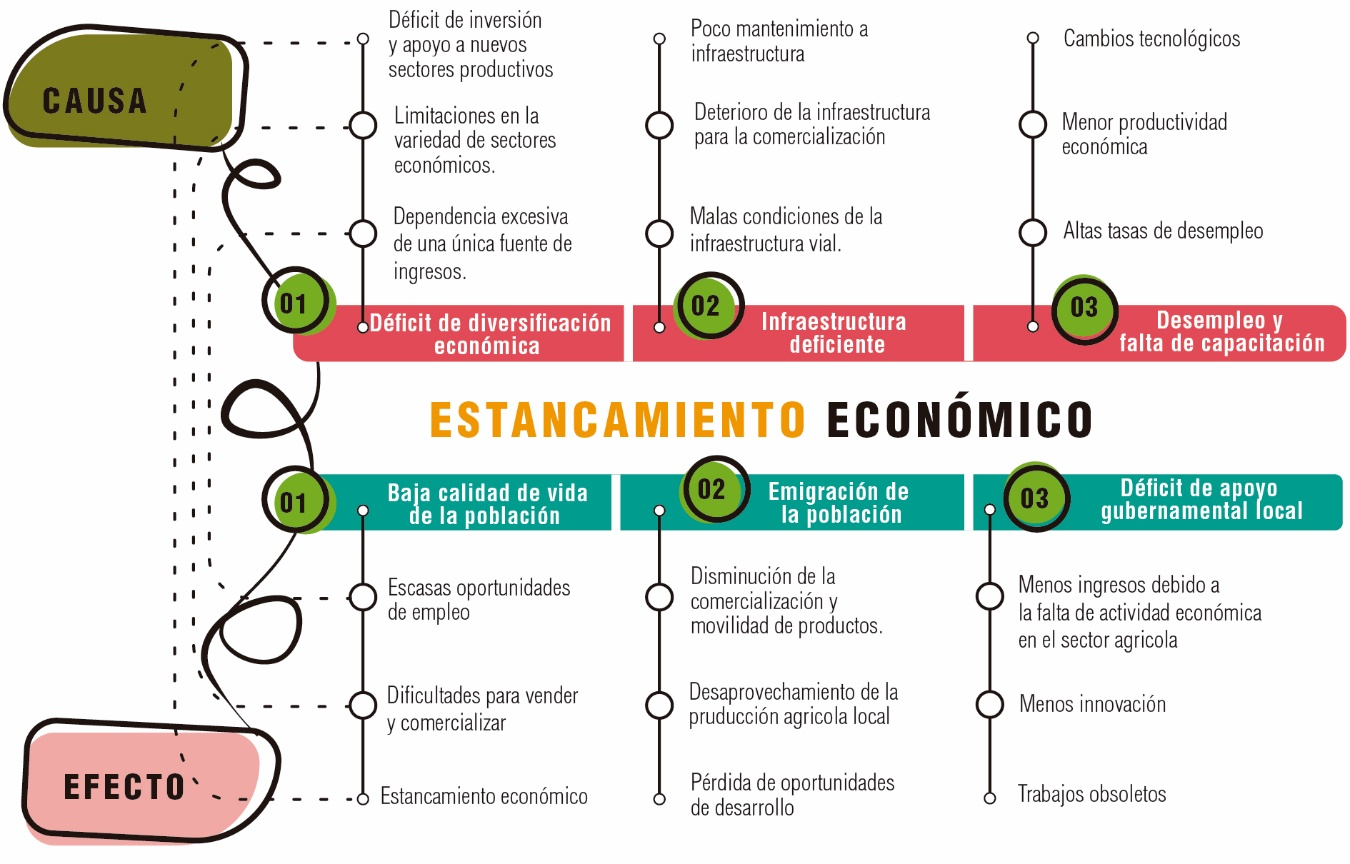 CAUSA
Déficit de inversión
y apoyo a nuevos
sectores productivos
Limitaciones en la
variedad de sectores
económicos.
Dependencia excesiva
de una única fuente de
ingresos.
01
Déficit de diversificación
económica
Poco mantenimiento a
infraestructura
Deterioro de la infraestructura
para la comercialización
Malas condiciones de la
infraestructura vial.
02
Infraestructura
deficiente
Cambios tecnológicos
Menor productividad
económica
Altas tasas de desempleo
03
Desempleo y
falta de capacitación
ESTANCAMIENTO ECONÓMICO
01
Baja calidad de vida
de la población
Escasas oportunidades
de empleo
Dificultades para vender
y comercializar
Estancamiento económico
02
Emigración de
la población
Disminución de la
comercialización y
movilidad de productos.
Desaprovechamiento de la
pruducción agricola local
Pérdida de oportunidades
de desarrollo
03
Déficit de apoyo
gubernamental local
Menos ingresos debido a
la falta de actividad económica
en el sector agricola
Menos innovación
Trabajos obsoletos
EFECTO